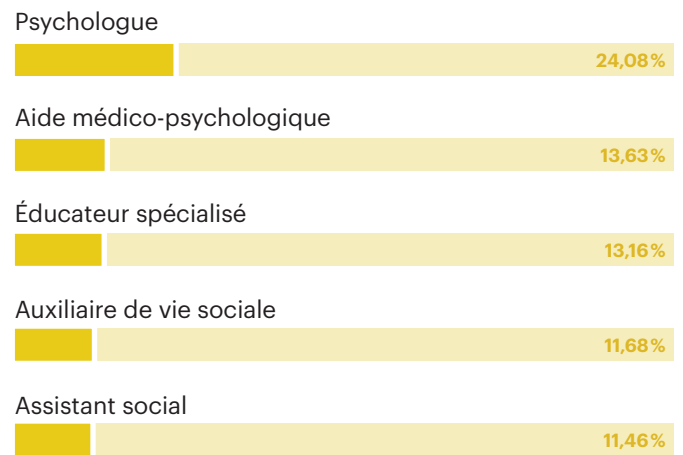 Psychologue
24,08%
Aide médico-psychologique
13,63%
Éducateur spécialisé
13,16%
Auxiliaire de vie sociale
11,68%
Assistant social
11,46%